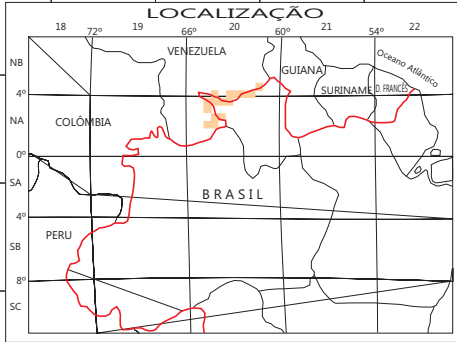 LOCALIZAÇÃO
18 72° 19 66° 20 60° 21 54° 22
NB VENEZUELA GUIANA Oceano Atlântico
4° SURINAME D. FRANCES
NA COLÔMBIA
0°
SA BRASIL
4°
SB PERU
8°
SC